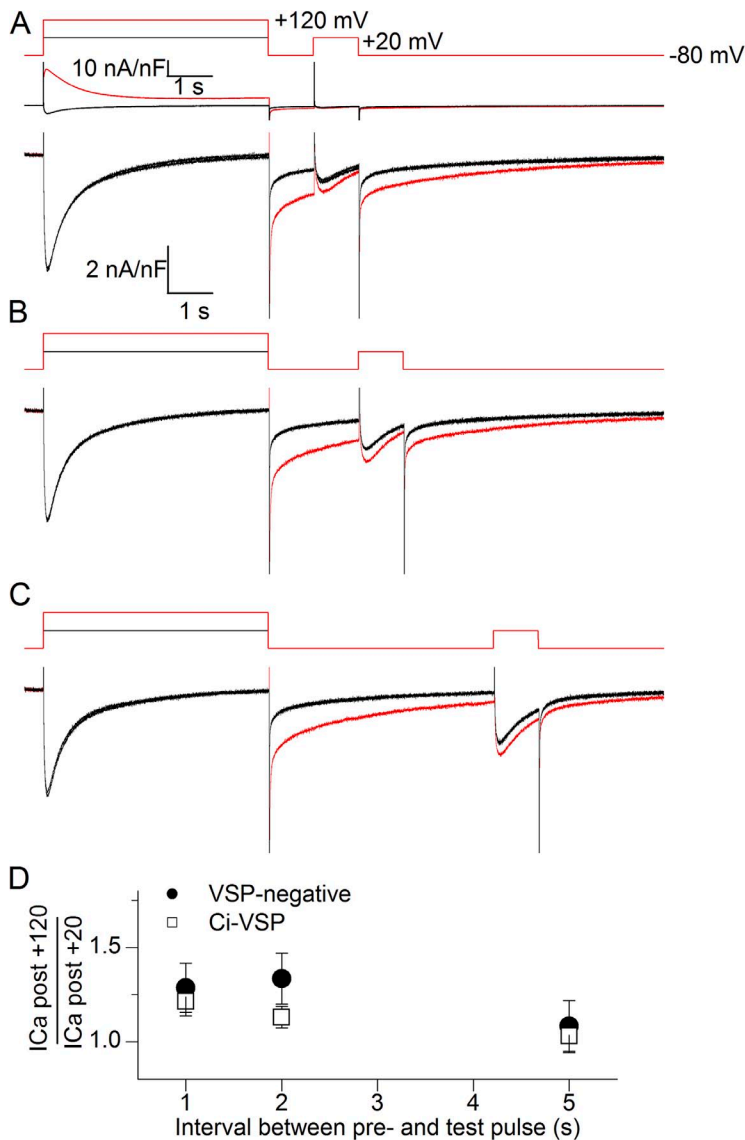 A
+120 mV
+20 mV
-80 mV
10 nA/nF
1 s
2 nA/nF
1 s
B
C
D
VSP-negative
Ci-VSP
ICa post +120
ICa post +20
1.5
1.0
1 2 3 4 5
Interval between pre- and test pulse (s)